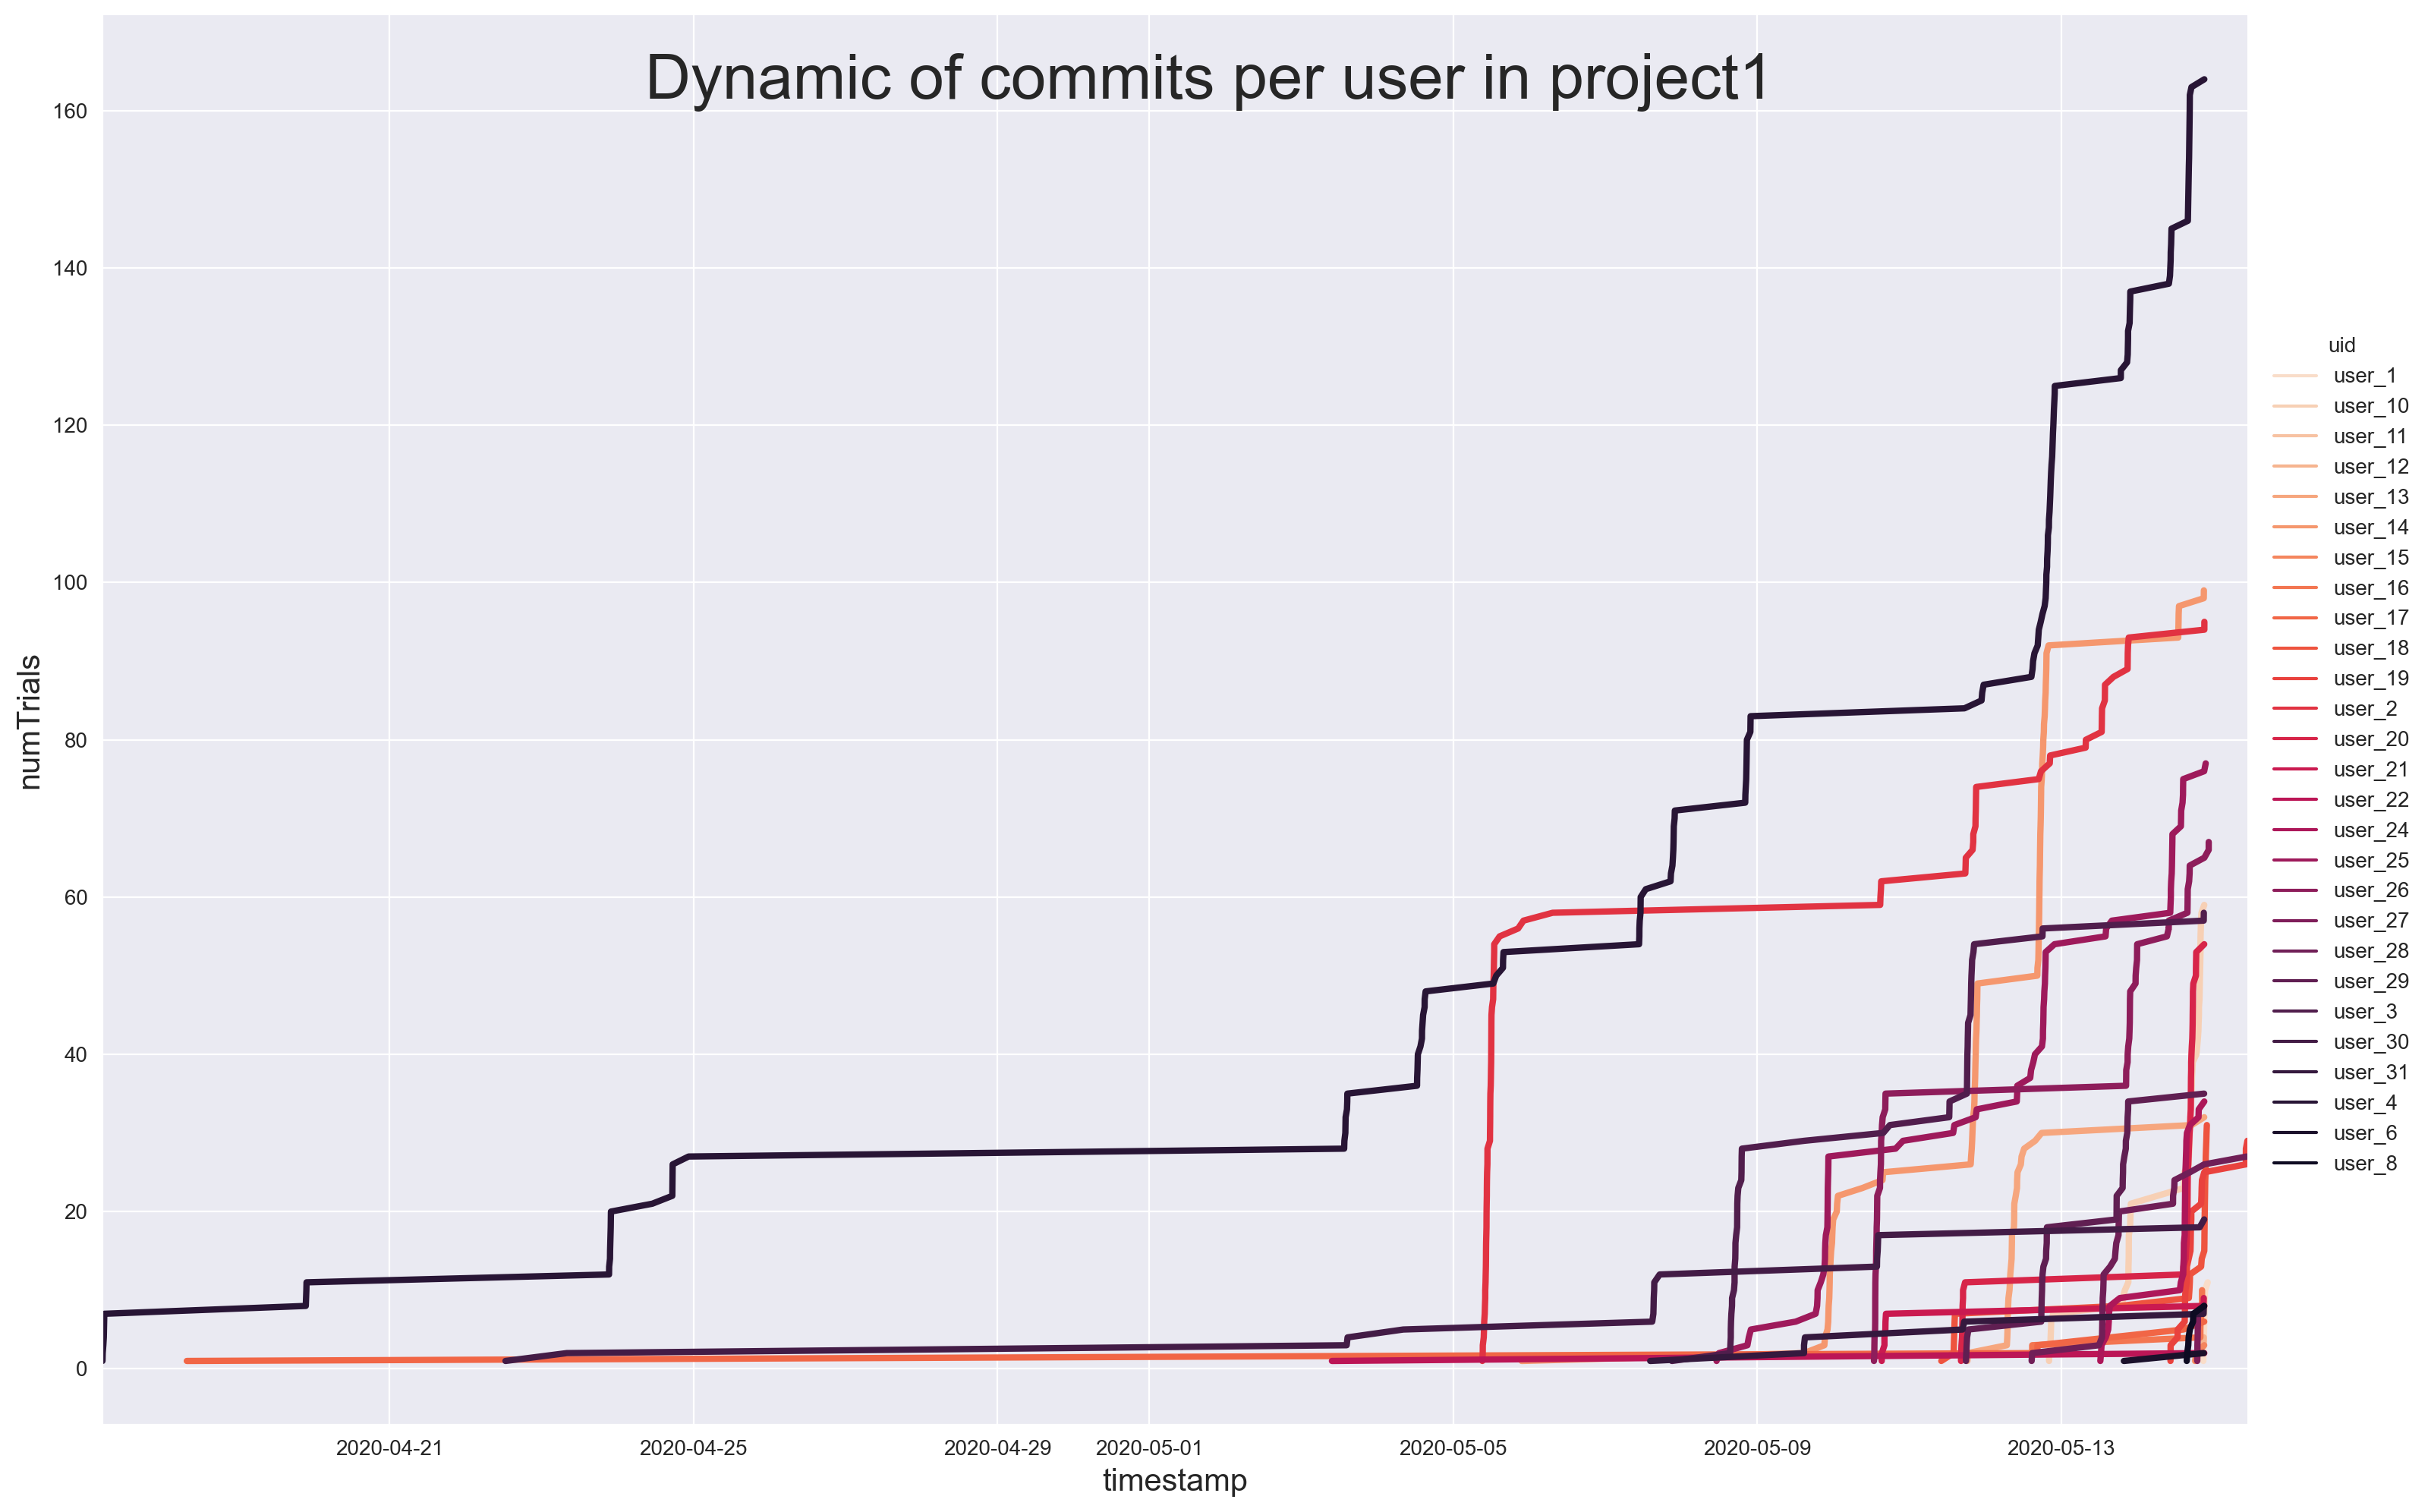 Dynamic of commits per user in project1
numTrials
160
140
120
100
80
60
40
20
0
2020-04-21
2020-04-25
2020-04-29
2020-05-01
2020-05-05
2020-05-09
2020-05-13
timestamp
uid
user_1
user_10
user_11
user_12
user_13
user_14
user_15
user_16
user_17
user_18
user_19
user_2
user_20
user_21
user_22
user_24
user_25
user_26
user_27
user_28
user_29
user_3
user_30
user_31
user_4
user_6
user_8